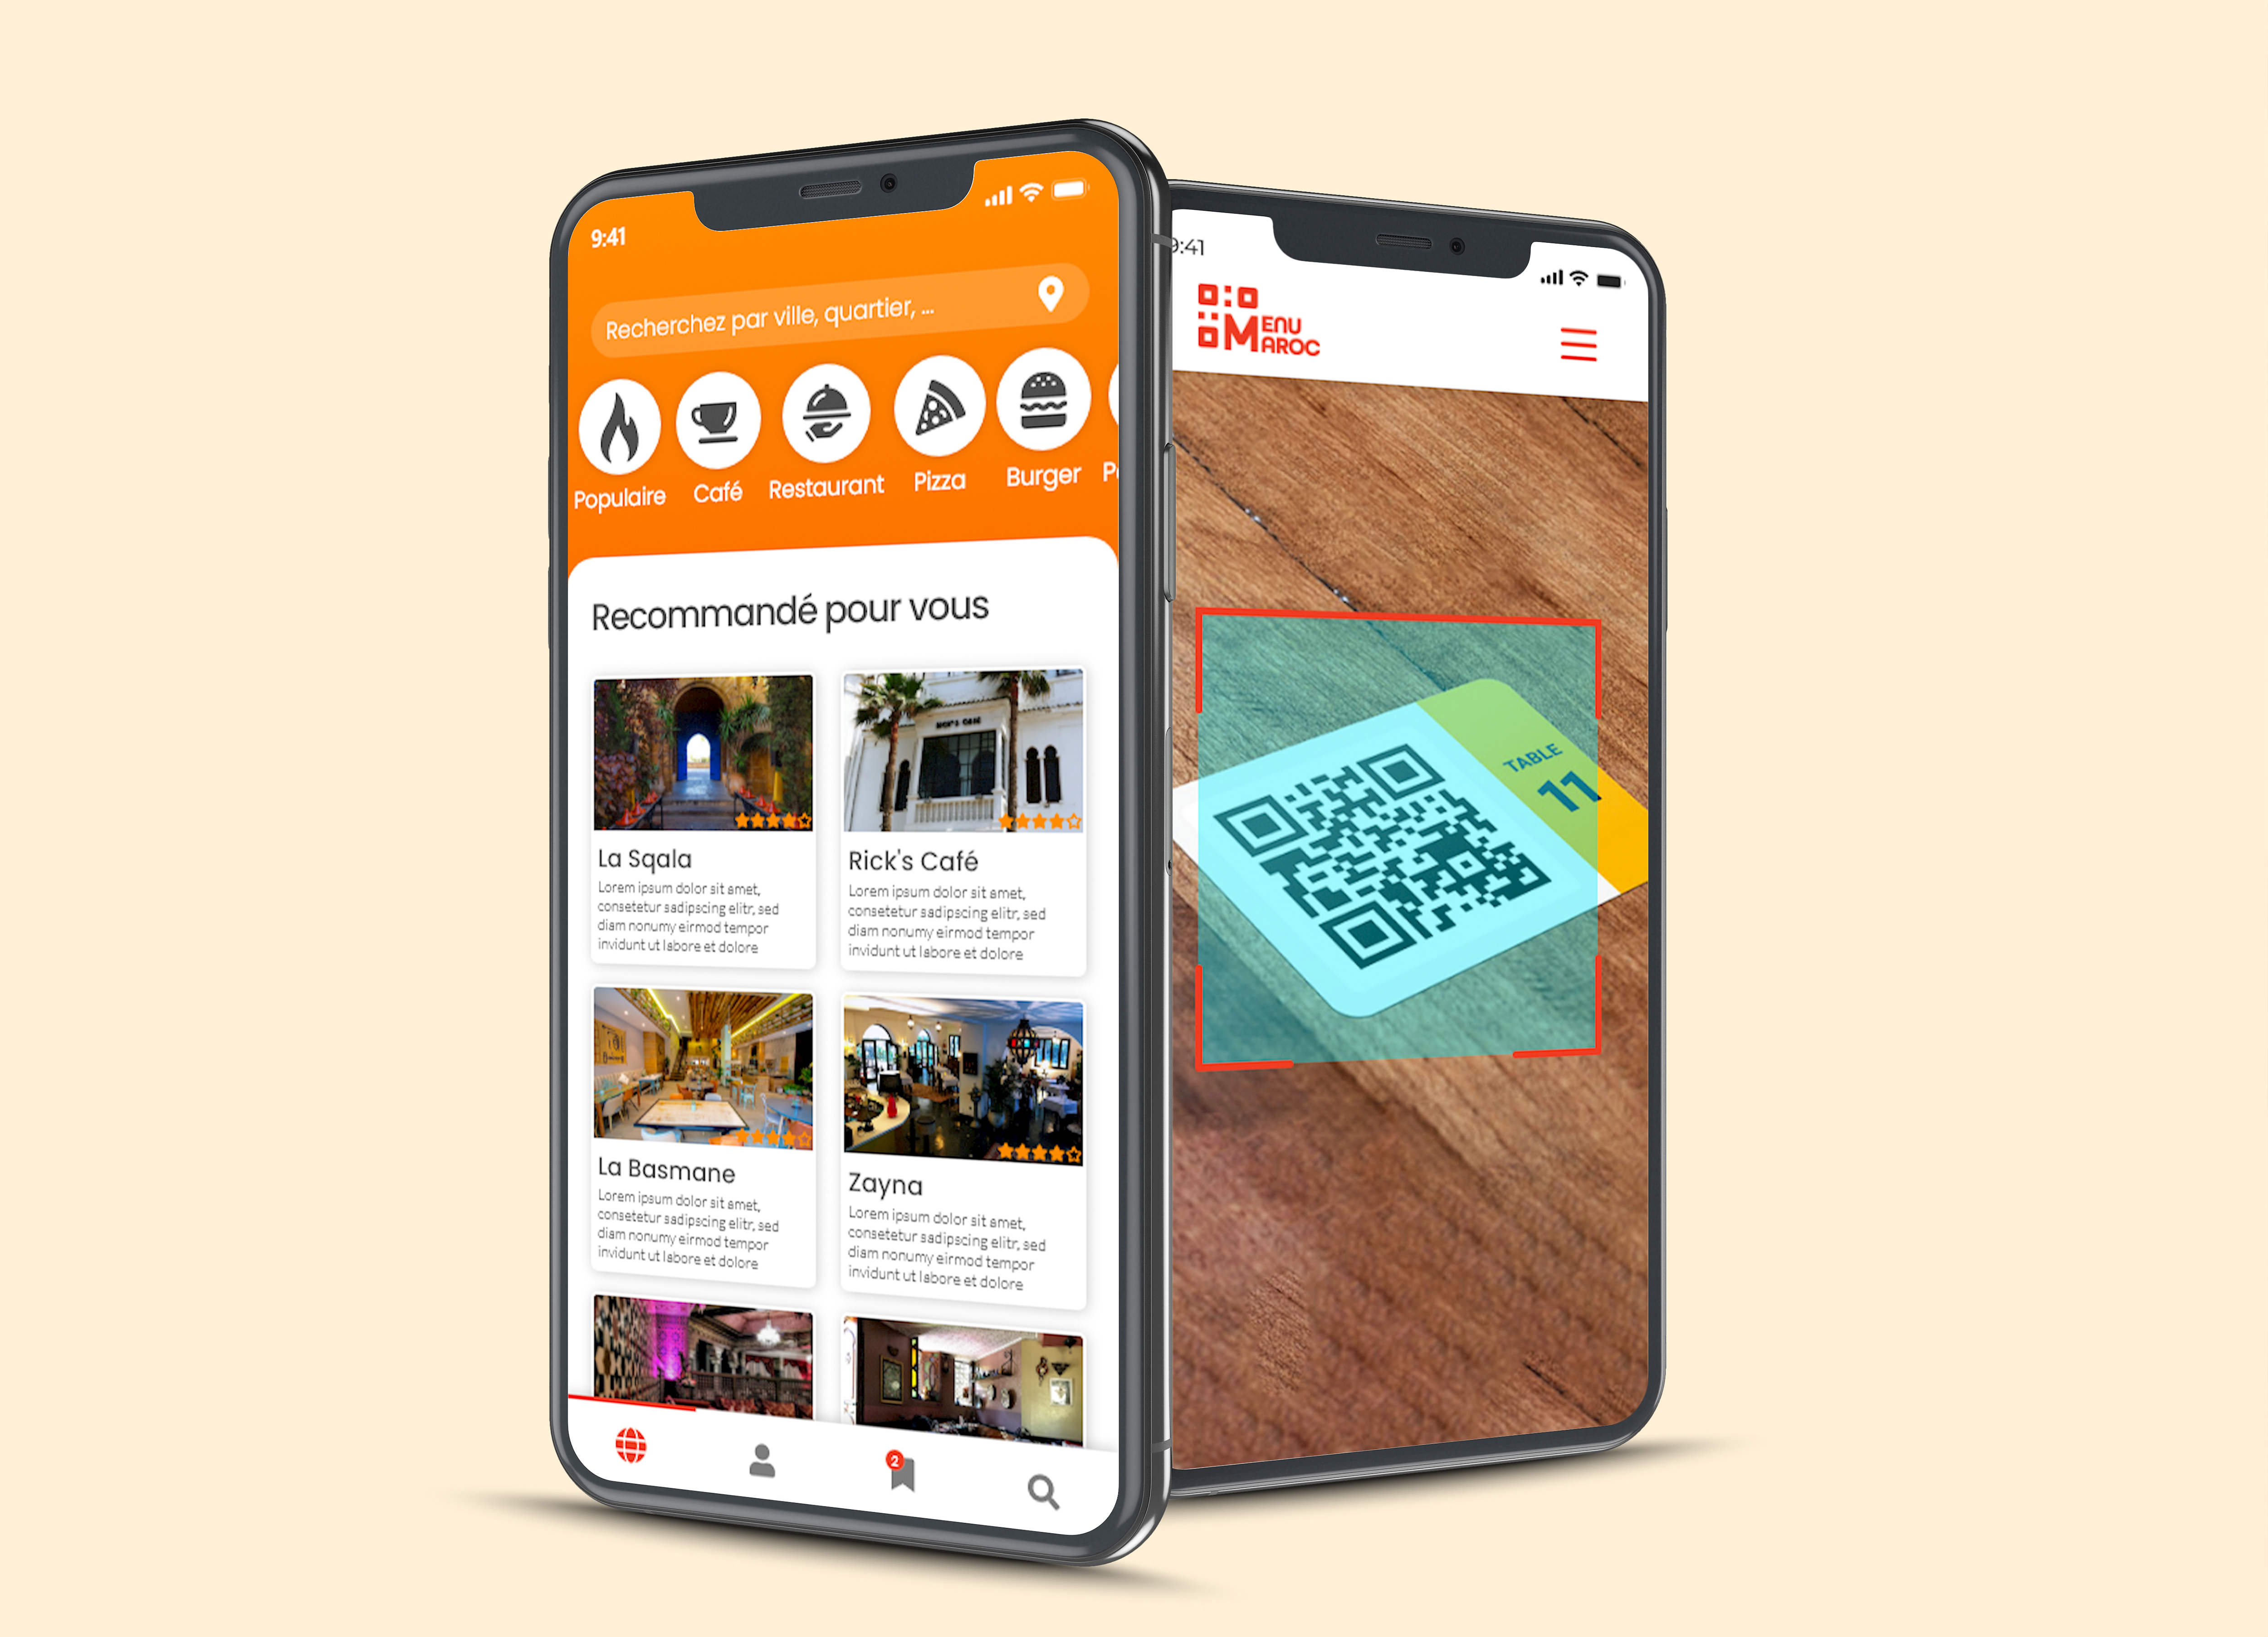 9:41
Recherchez par ville, quartier, ...
Populaire
Café
Restaurant
Pizza
Burger
Recommandé pour vous
RICK'S CAFÉ
La Sqala
Lorem ipsum dolor sit amet,
consetetur sadipscing elitr, sed
diam nonumy eirmod tempor
invidunt ut labore et dolore
Rick's Café
Lorem ipsum dolor sit amet,
consetetur sadipscing elitr, sed
diam nonumy eirmod tempor
invidunt ut labore et dolore
La Basmane
Lorem ipsum dolor sit amet,
consetetur sadipscing elitr, sed
diam nonumy eirmod tempor
invidunt ut labore et dolore
Zayna
Lorem ipsum dolor sit amet,
consetetur sadipscing elitr, sed
diam nonumy eirmod tempor
invidunt ut labore et dolore
2
9:41
MENU
MAROC
TABLE
11